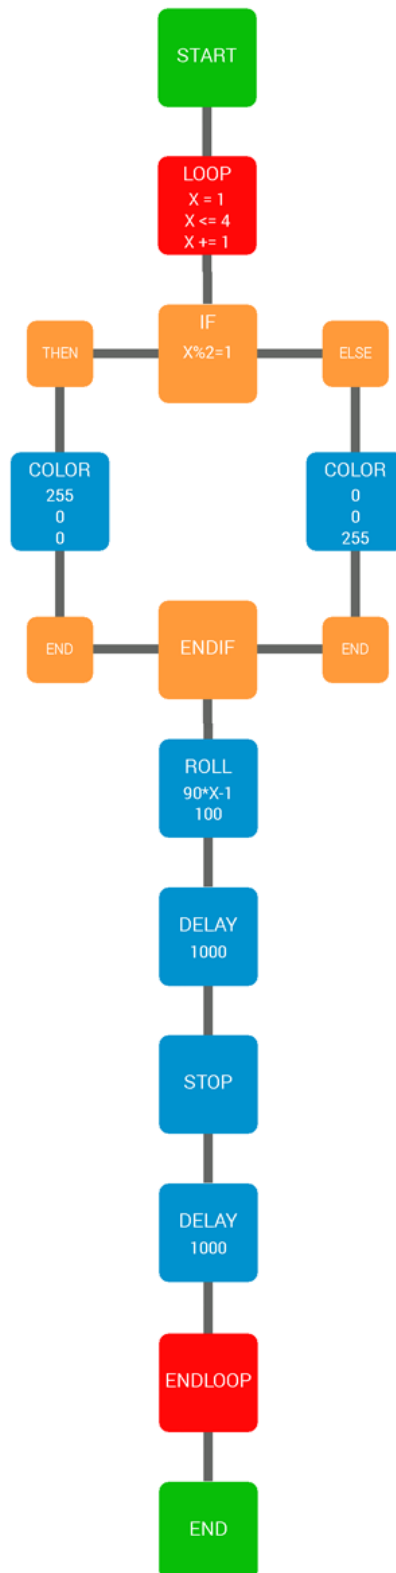 START
LOOP
X = 1
X <= 4
X += 1
IF
X%2=1
THEN
ELSE
COLOR
255
0
0
COLOR
0
0
255
END
ENDIF
END
ROLL
90*X-1
100
DELAY
1000
STOP
DELAY
1000
ENDLOOP
END